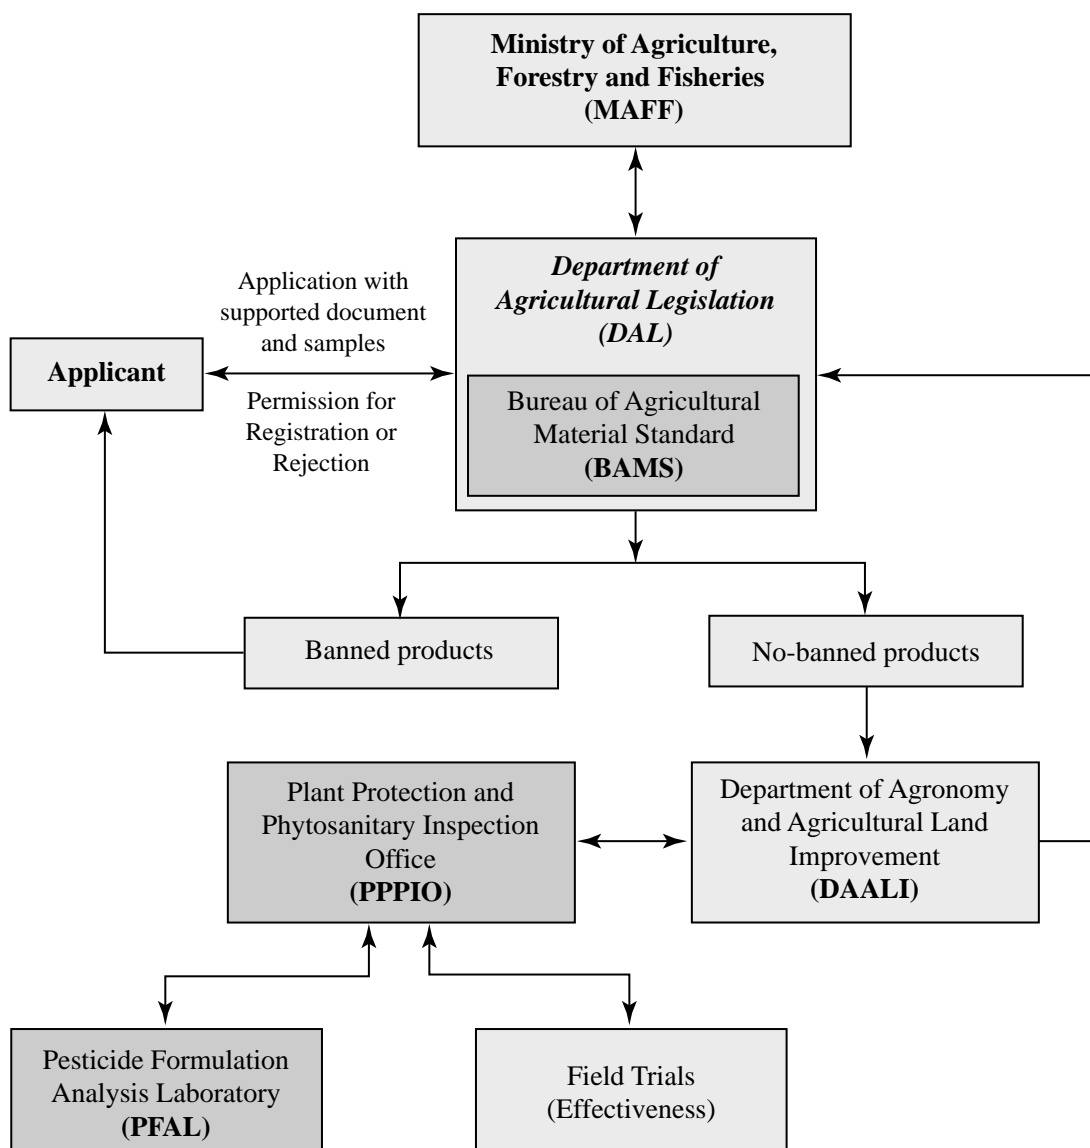 Ministry of Agriculture,
Forestry and Fisheries
(MAFF)
Department of
Agricultural Legislation
(DAL)
Bureau of Agricultural
Material Standard
(BAMS)
Application with
supported document
and samples
Applicant
Permission for
Registration or
Rejection
Banned products
No-banned products
Plant Protection and
Phytosanitary Inspection
Office
(PPPIO)
Department of Agronomy
and Agricultural Land
Improvement
(DAALI)
Pesticide Formulation
Analysis Laboratory
(PFAL)
Field Trials
(Effectiveness)